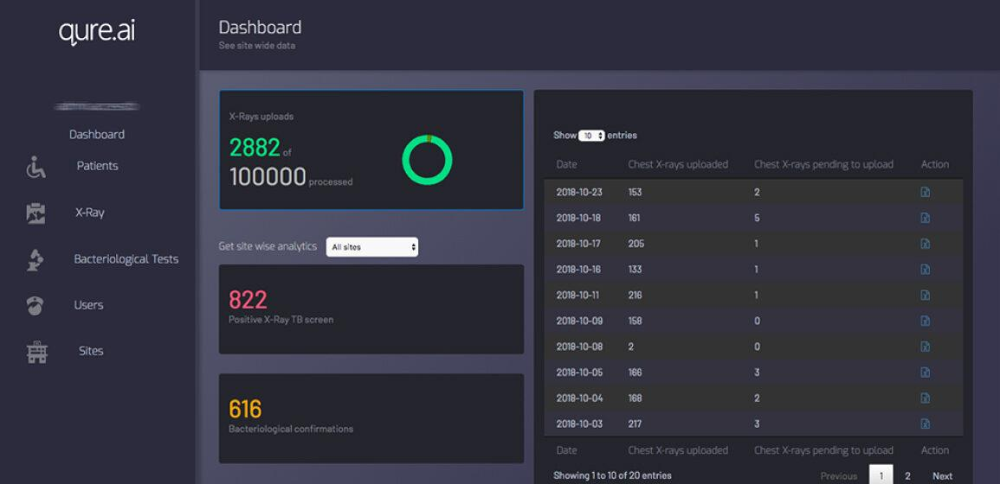 qure.ai
Dashboard
Patients
X-Ray
Bacteriological Tests
Users
Sites
Dashboard
See site wide data
X-Rays uploads
2882 of
100000 processed
Get site wise analytics All sites
822
Positive X-Ray TB screen
616
Bacteriological confirmations
Show 10 entries
Date Chest X-rays uploaded Chest X-rays pending to upload Action
2018-10-23 153 2
2018-10-18 161 5
2018-10-17 205 1
2018-10-16 133 1
2018-10-11 216 1
2018-10-09 158 0
2018-10-08 2 0
2018-10-05 166 3
2018-10-04 168 2
2018-10-03 217 3
Date Chest X-rays uploaded Chest X-rays pending to upload Action
Showing 1 to 10 of 20 entries Previous 1 2 Next